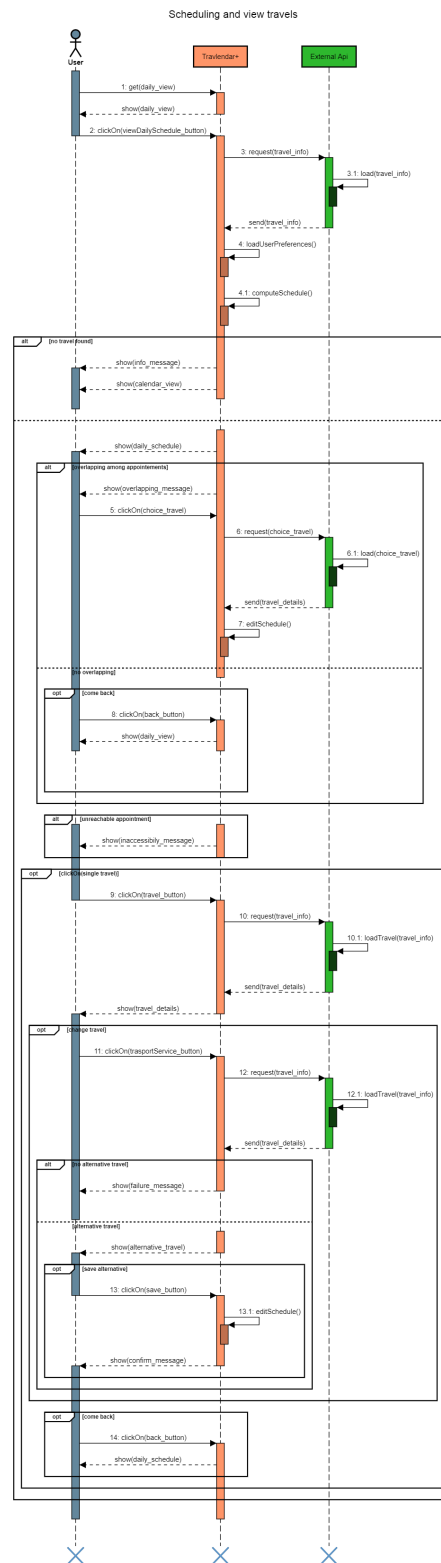 Scheduling and view travels
User
Travlendar+
External Api
1: get(daily_view)
show(daily_view)
2: clickOn(viewDailySchedule_button)
3: request(travel_info)
3.1: load(travel_info)
send(travel_info)
4: loadUserPreferences()
4.1: computeSchedule()
alt [no travel found]
show(info_message)
show(calendar_view)
show(daily_schedule)
alt [overlapping among appointements]
show(overlapping_message)
5: clickOn(choice_travel)
6: request(choice_travel)
6.1: load(choice_travel)
send(travel_details)
7: editSchedule()
[no overlapping]
opt [come back]
8: clickOn(back_button)
show(daily_view)
alt [unreachable appointment]
show(inaccessibily_message)
opt [clickOn(single travel)]
9: clickOn(travel_button)
10: request(travel_info)
10.1: loadTravel(travel_info)
send(travel_details)
show(travel_details)
opt [change travel]
11: clickOn(trasportService_button)
12: request(travel_info)
12.1: loadTravel(travel_info)
send(travel_details)
alt [no alternative travel]
show(failure_message)
[alternative travel]
show(alternative_travel)
opt [save alternative]
13: clickOn(save_button)
13.1: editSchedule()
show(confirm_message)
opt [come back]
14: clickOn(back_button)
show(daily_schedule)